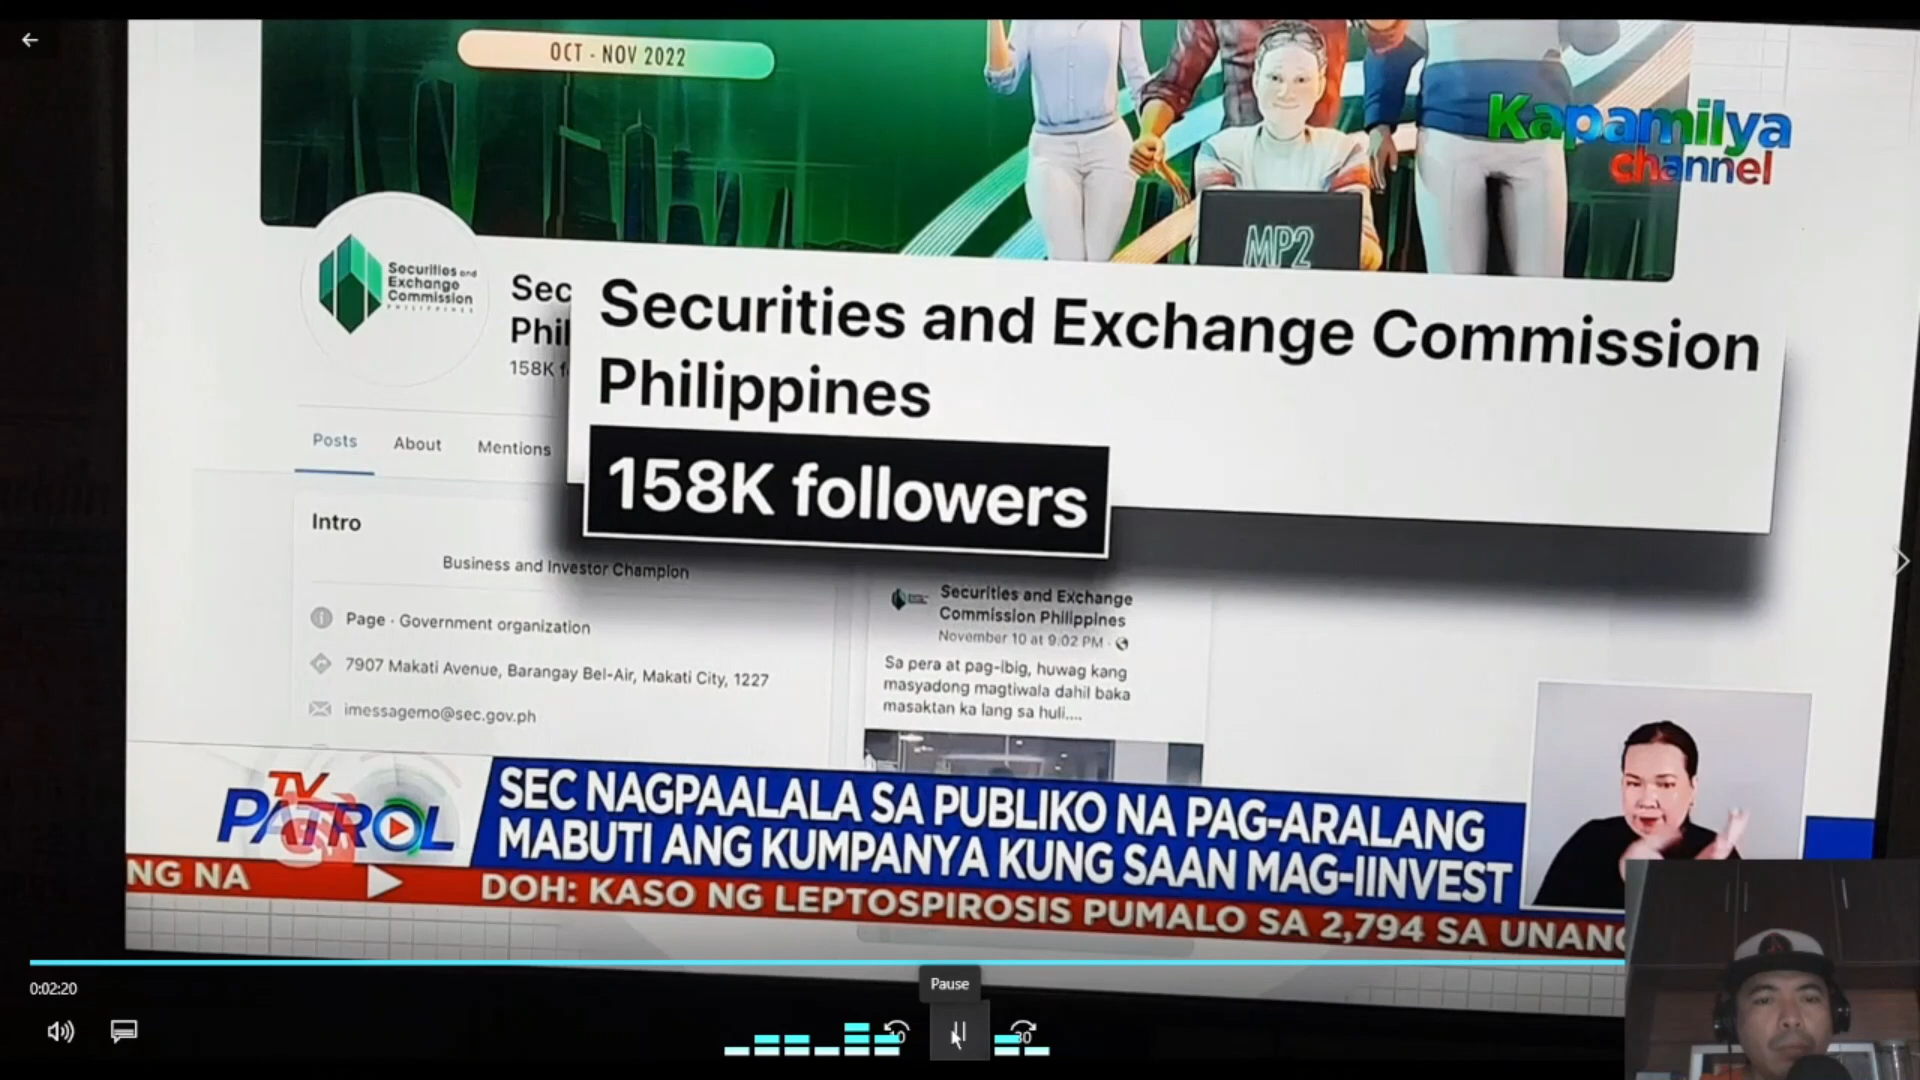 OCT - NOV 2022
Kapamilya
channel
MP2
Securities and
Exchange
Commission
PHILIPPINES
Sec
Phil
158K f
Securities and Exchange Commission
Philippines
158K followers
Posts About Mentions
Intro
Business and Investor Champion
Page · Government organization
7907 Makati Avenue, Barangay Bel-Air, Makati City, 1227
imessagemo@sec.gov.ph
Securities and Exchange
Commission Philippines
November 10 at 9:02 PM ·
Sa pera at pag-ibig, huwag kang
masyadong magtiwala dahil baka
masaktan ka lang sa huli....
TV
PATROL
SEC NAGPAALALA SA PUBLIKO NA PAG-ARALANG
MABUTI ANG KUMPANYA KUNG SAAN MAG-IINVEST
NG NA DOH: KASO NG LEPTOSPIROSIS PUMALO SA 2,794 SA UNANG
Pause
0:02:20
10
30